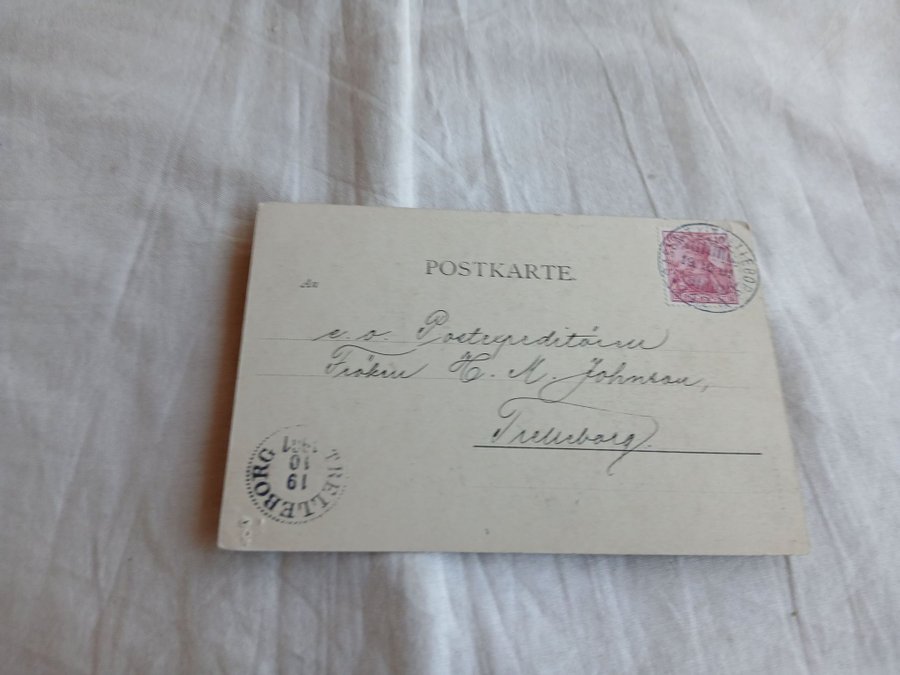 POSTKARTE.
An
c. o. Postexpeditören
Fröken H. M. Johnson,
Trelleborg.
TRELLEBORG
19
10